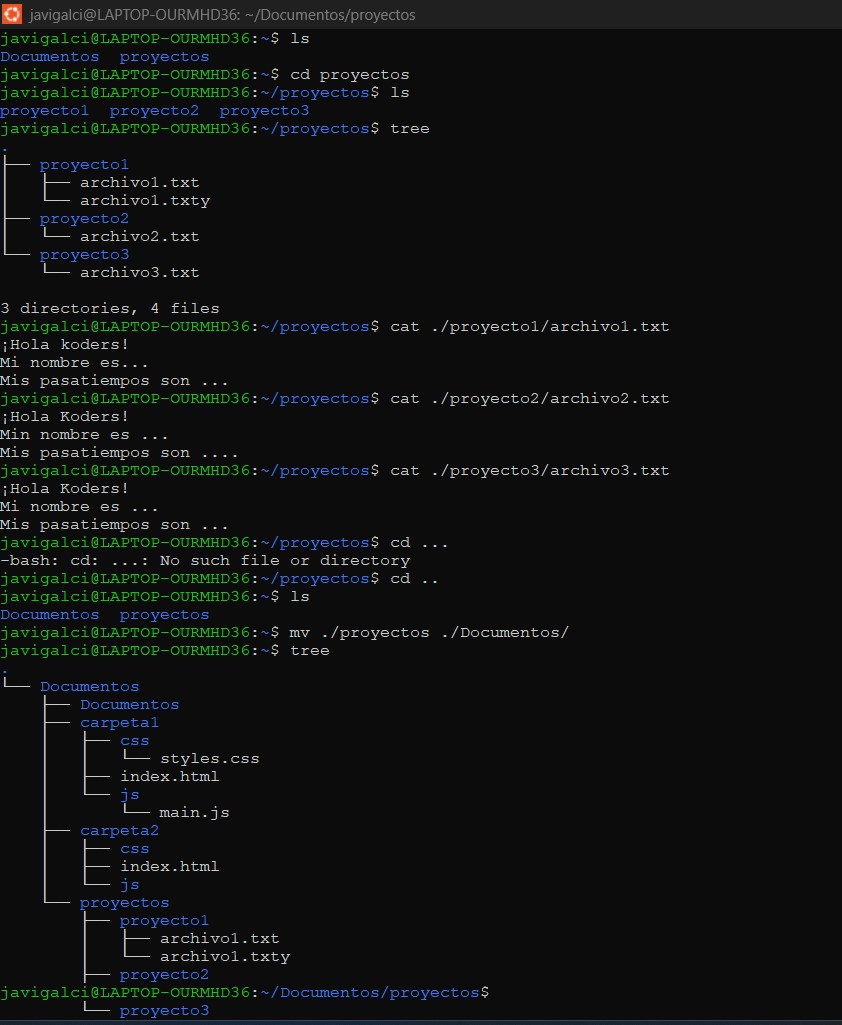 javigalci@LAPTOP-OURMHD36: ~/Documentos/proyectos
javigalci@LAPTOP-OURMHD36:~$ ls
Documentos  proyectos
javigalci@LAPTOP-OURMHD36:~$ cd proyectos
javigalci@LAPTOP-OURMHD36:~/proyectos$ ls
proyecto1  proyecto2  proyecto3
javigalci@LAPTOP-OURMHD36:~/proyectos$ tree
.
├── proyecto1
│   ├── archivo1.txt
│   └── archivo1.txty
├── proyecto2
│   └── archivo2.txt
└── proyecto3
    └── archivo3.txt
3 directories, 4 files
javigalci@LAPTOP-OURMHD36:~/proyectos$ cat ./proyecto1/archivo1.txt
¡Hola koders!
Mi nombre es...
Mis pasatiempos son ...
javigalci@LAPTOP-OURMHD36:~/proyectos$ cat ./proyecto2/archivo2.txt
¡Hola Koders!
Min nombre es ...
Mis pasatiempos son ....
javigalci@LAPTOP-OURMHD36:~/proyectos$ cat ./proyecto3/archivo3.txt
¡Hola Koders!
Mi nombre es ...
Mis pasatiempos son ...
javigalci@LAPTOP-OURMHD36:~/proyectos$ cd ...
-bash: cd: ...: No such file or directory
javigalci@LAPTOP-OURMHD36:~/proyectos$ cd ..
javigalci@LAPTOP-OURMHD36:~$ ls
Documentos  proyectos
javigalci@LAPTOP-OURMHD36:~$ mv ./proyectos ./Documentos/
javigalci@LAPTOP-OURMHD36:~$ tree
.
└── Documentos
    ├── Documentos
    ├── carpeta1
    │   ├── css
    │   │   └── styles.css
    │   ├── index.html
    │   └── js
    │       └── main.js
    ├── carpeta2
    │   ├── css
    │   ├── index.html
    │   └── js
    └── proyectos
        ├── proyecto1
        │   ├── archivo1.txt
        │   └── archivo1.txty
        ├── proyecto2
javigalci@LAPTOP-OURMHD36:~/Documentos/proyectos$
        └── proyecto3